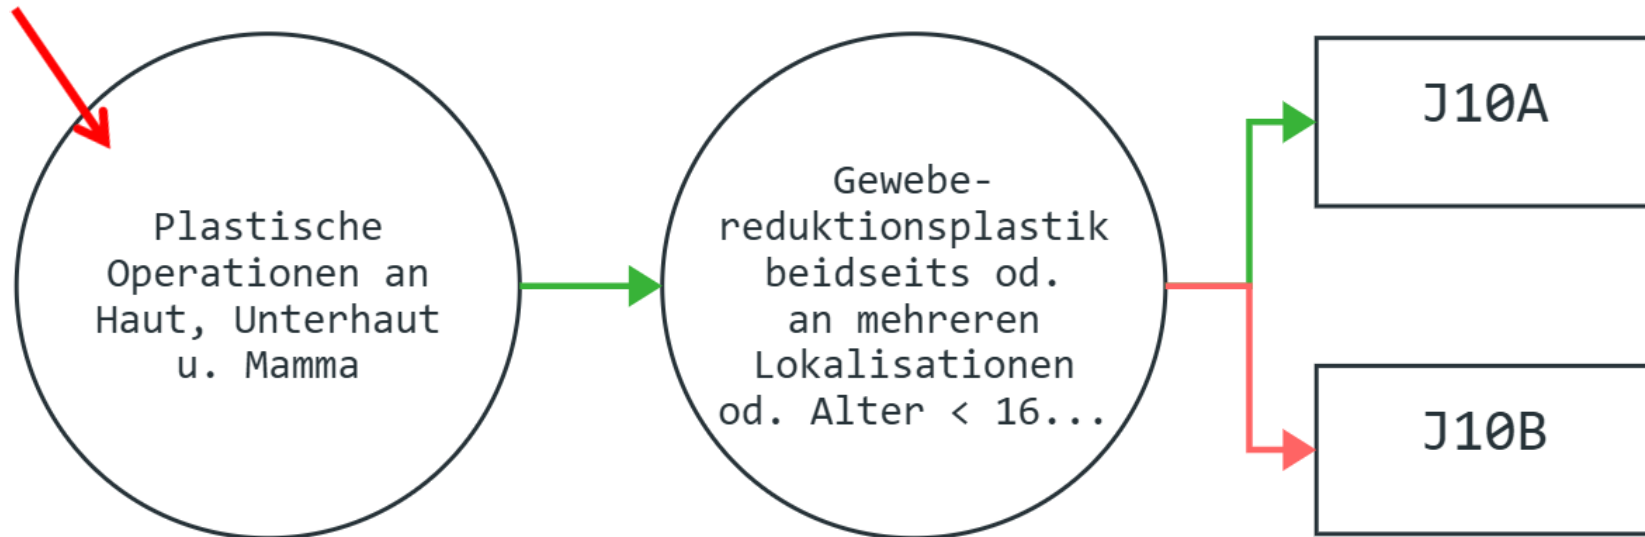 Plastische
Operationen an
Haut, Unterhaut
u. Mamma
Gewebe-
reduktionsplastik
beidseits od.
an mehreren
Lokalisationen
od. Alter < 16...
J10A
J10B